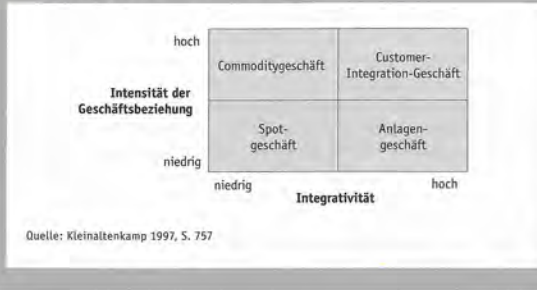 hoch
Commoditygeschäft
Customer-
Integration-Geschäft
Intensität der
Geschäftsbeziehung
Spot-
geschäft
Anlagen-
geschäft
niedrig
niedrig
hoch
Integrativität
Quelle: Kleinaltenkamp 1997, S. 757